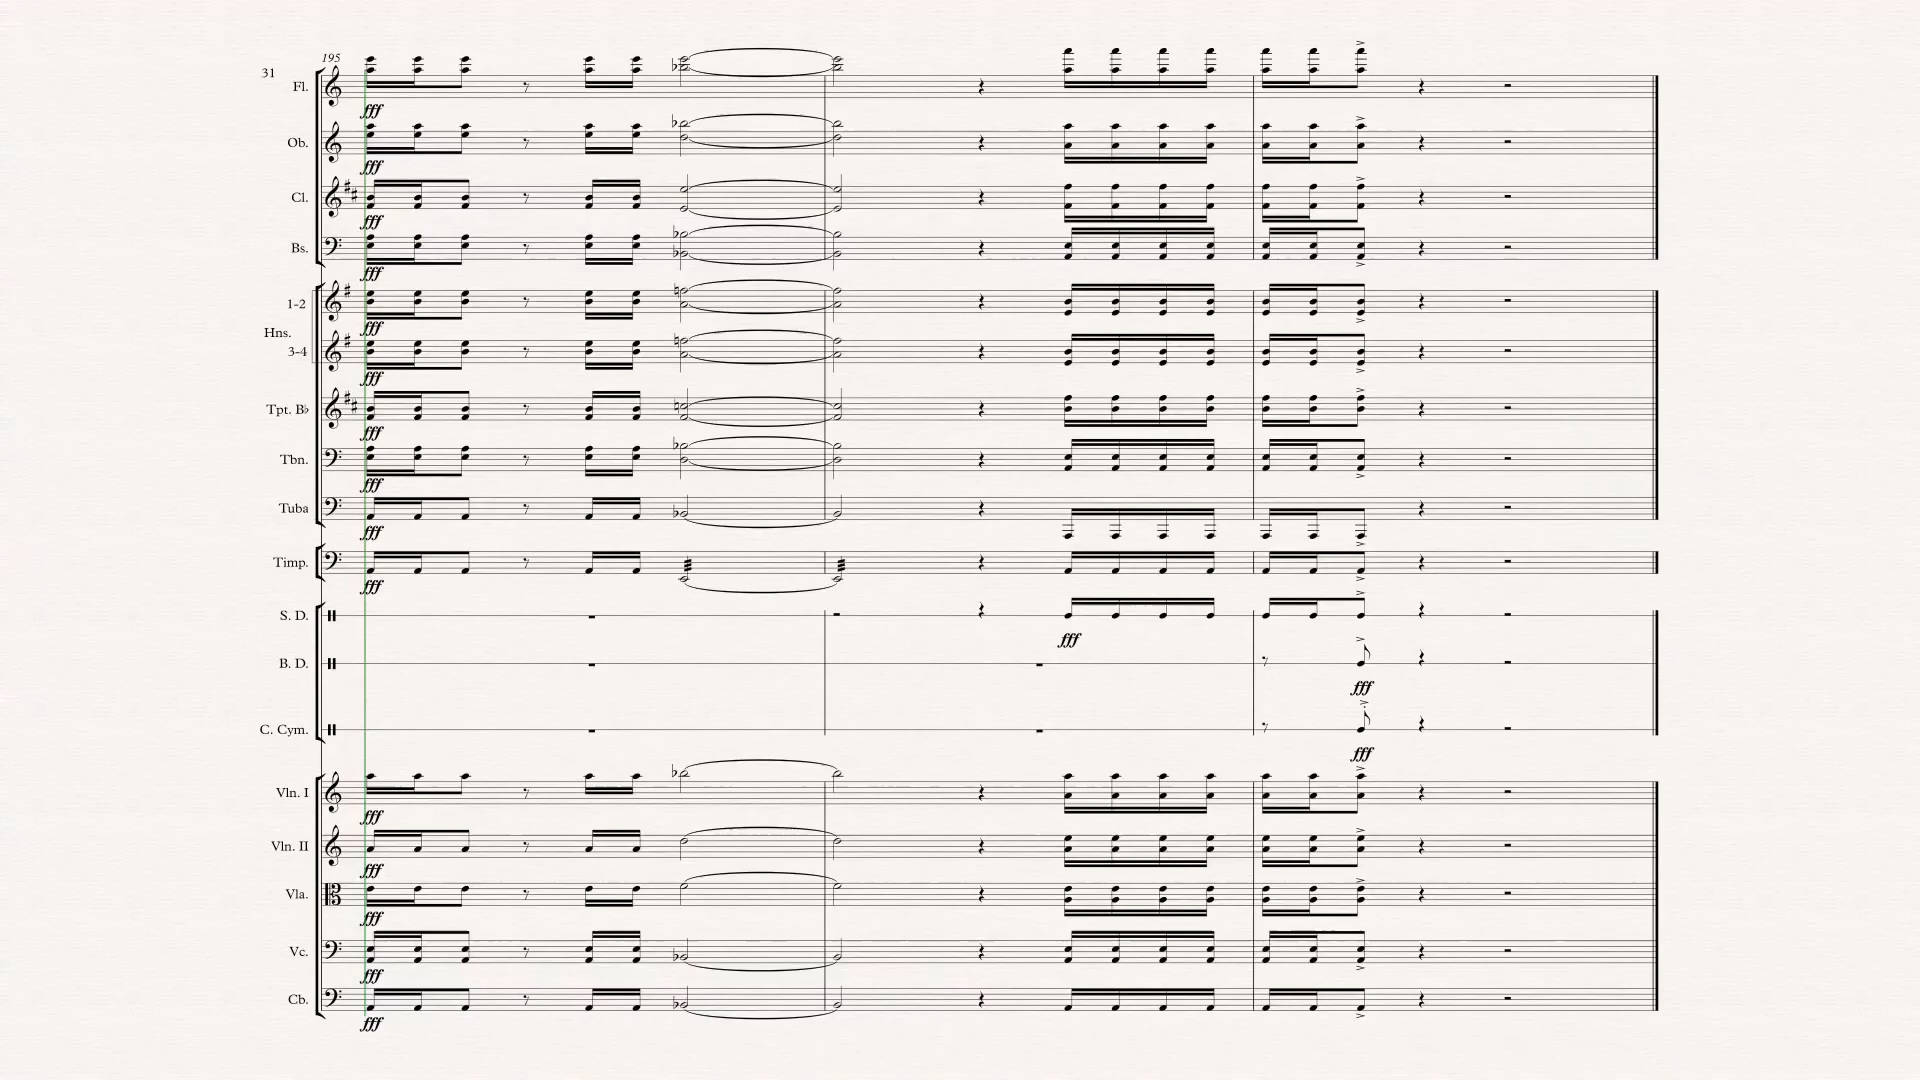 195
31
Fl.
fff
Ob.
fff
Cl.
fff
Bs.
fff
1-2
fff
Hns.
3-4
fff
Tpt. B♭
fff
Tbn.
fff
Tuba
fff
Timp.
fff
S. D.
fff
B. D.
fff
C. Cym.
fff
Vln. I
fff
Vln. II
fff
Vla.
fff
Vc.
fff
Cb.
fff